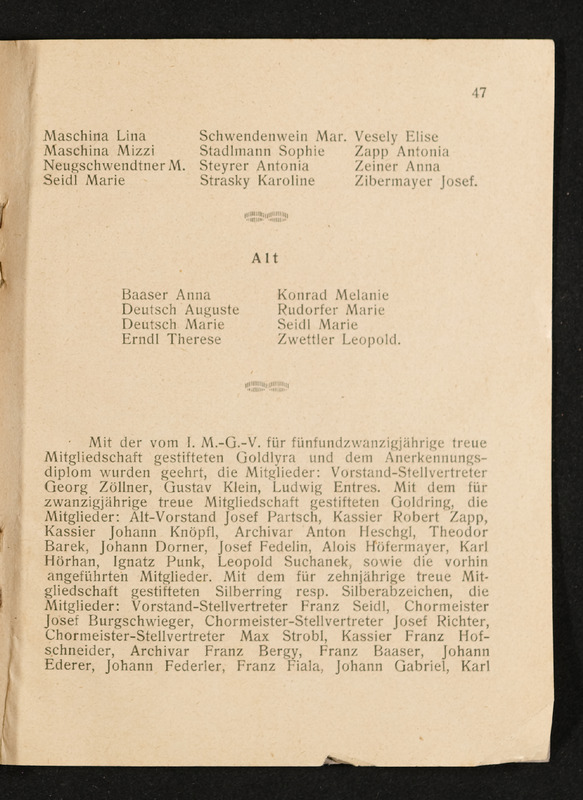 47
Maschina Lina Schwendenwein Mar. Vesely Elise
Maschina Mizzi Stadlmann Sophie Zapp Antonia
Neugschwendtner M. Steyrer Antonia Zeiner Anna
Seidl Marie Strasky Karoline Zibermayer Josef.
Alt
Baaser Anna Konrad Melanie
Deutsch Auguste Rudorfer Marie
Deutsch Marie Seidl Marie
Erndl Therese Zwettler Leopold.
Mit der vom I. M.-G.-V. für fünfundzwanzigjährige treue
Mitgliedschaft gestifteten Goldlyra und dem Anerkennungs-
diplom wurden geehrt, die Mitglieder: Vorstand-Stellvertreter
Georg Zöllner, Gustav Klein, Ludwig Entres. Mit dem für
zwanzigjährige treue Mitgliedschaft gestifteten Goldring, die
Mitglieder: Alt-Vorstand Josef Partsch, Kassier Robert Zapp,
Kassier Johann Knöpfl, Archivar Anton Heschgl, Theodor
Barek, Johann Dorner, Josef Fedelin, Alois Höfermayer, Karl
Hörhan, Ignatz Punk, Leopold Suchanek, sowie die vorhin
angeführten Mitglieder. Mit dem für zehnjährige treue Mit-
gliedschaft gestifteten Silberring resp. Silberabzeichen, die
Mitglieder: Vorstand-Stellvertreter Franz Seidl, Chormeister
Josef Burgschwieger, Chormeister-Stellvertreter Josef Richter,
Chormeister-Stellvertreter Max Strobl, Kassier Franz Hof-
schneider, Archivar Franz Bergy, Franz Baaser, Johann
Ederer, Johann Federler, Franz Fiala, Johann Gabriel, Karl